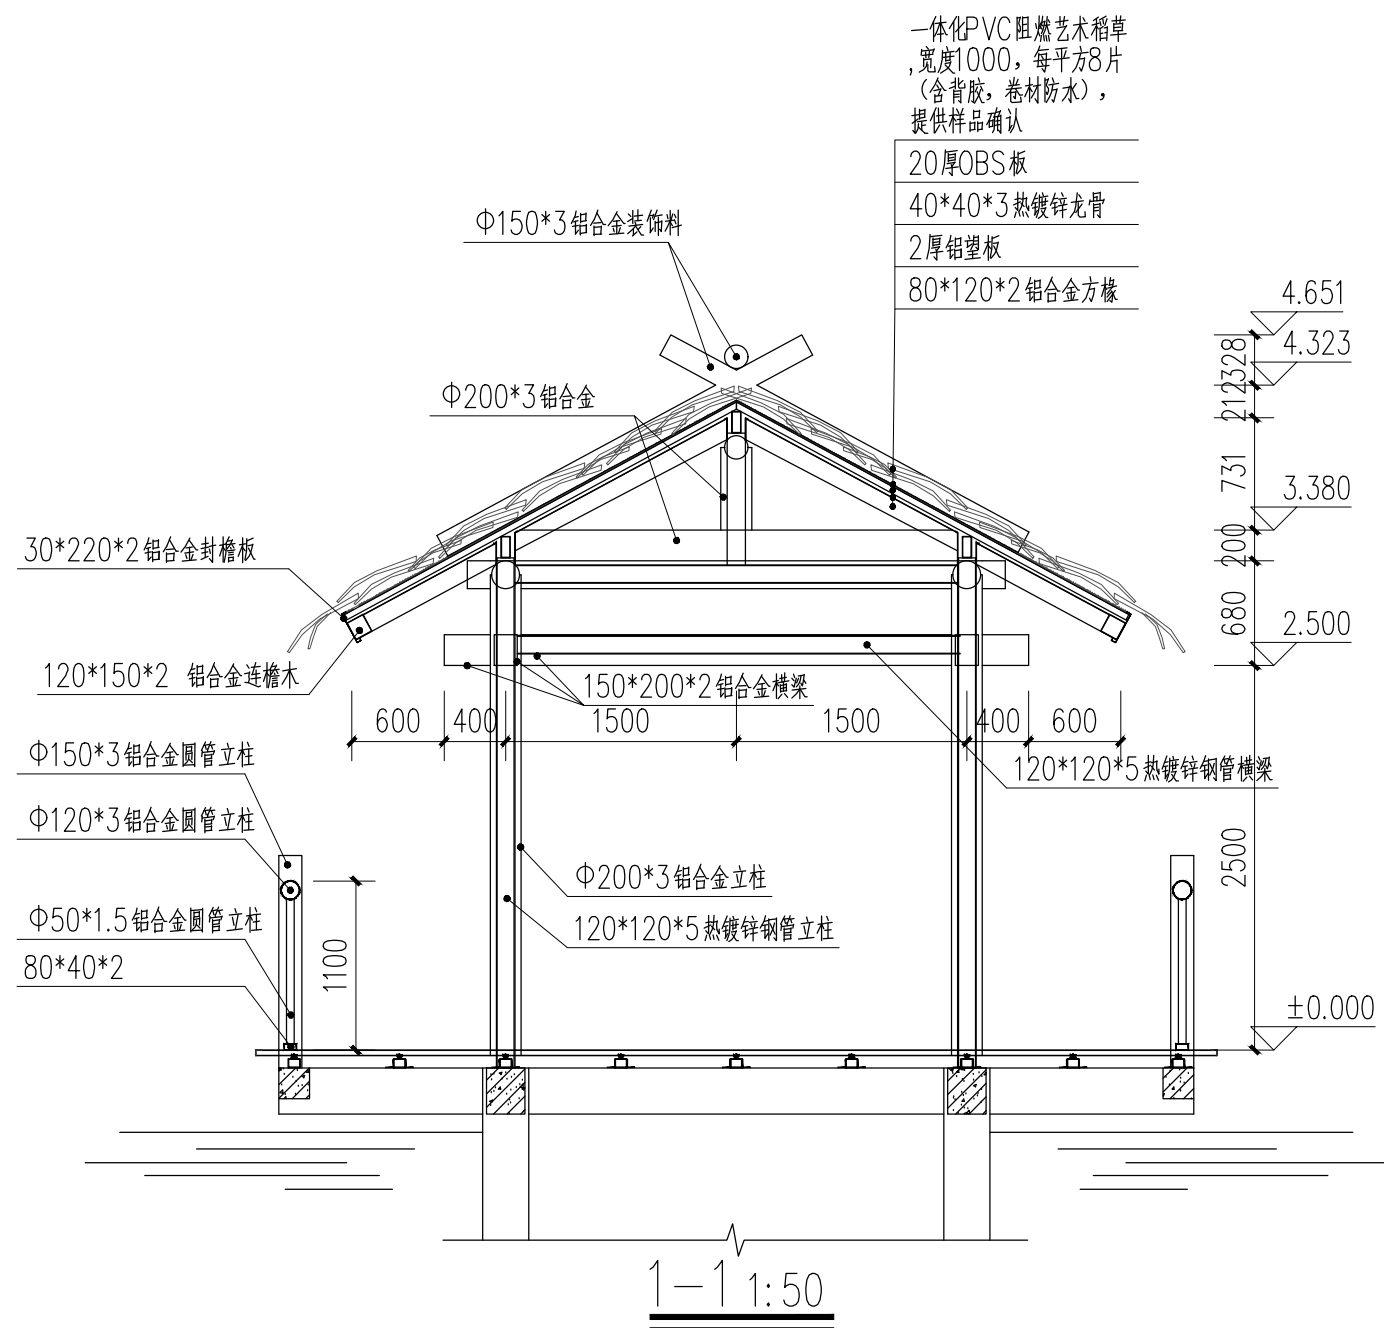 一体化PVC阻燃艺术稻草
,宽度1000，每平方8片
（含背胶，卷材防水），
提供样品确认
20厚OBS板
40*40*3热镀锌龙骨
2厚铝望板
80*120*2铝合金方椽
Φ150*3铝合金装饰料
Φ200*3铝合金
30*220*2铝合金封檐板
120*150*2 铝合金连檐木
4.651
328
4.323
212
731
3.380
200
680
2.500
150*200*2铝合金横梁
600
400
1500
1500
400
600
120*120*5热镀锌钢管横梁
Φ150*3铝合金圆管立柱
Φ120*3铝合金圆管立柱
Φ50*1.5铝合金圆管立柱
80*40*2
1100
Φ200*3铝合金立柱
120*120*5热镀锌钢管立柱
2500
±0.000
1-1 1:50